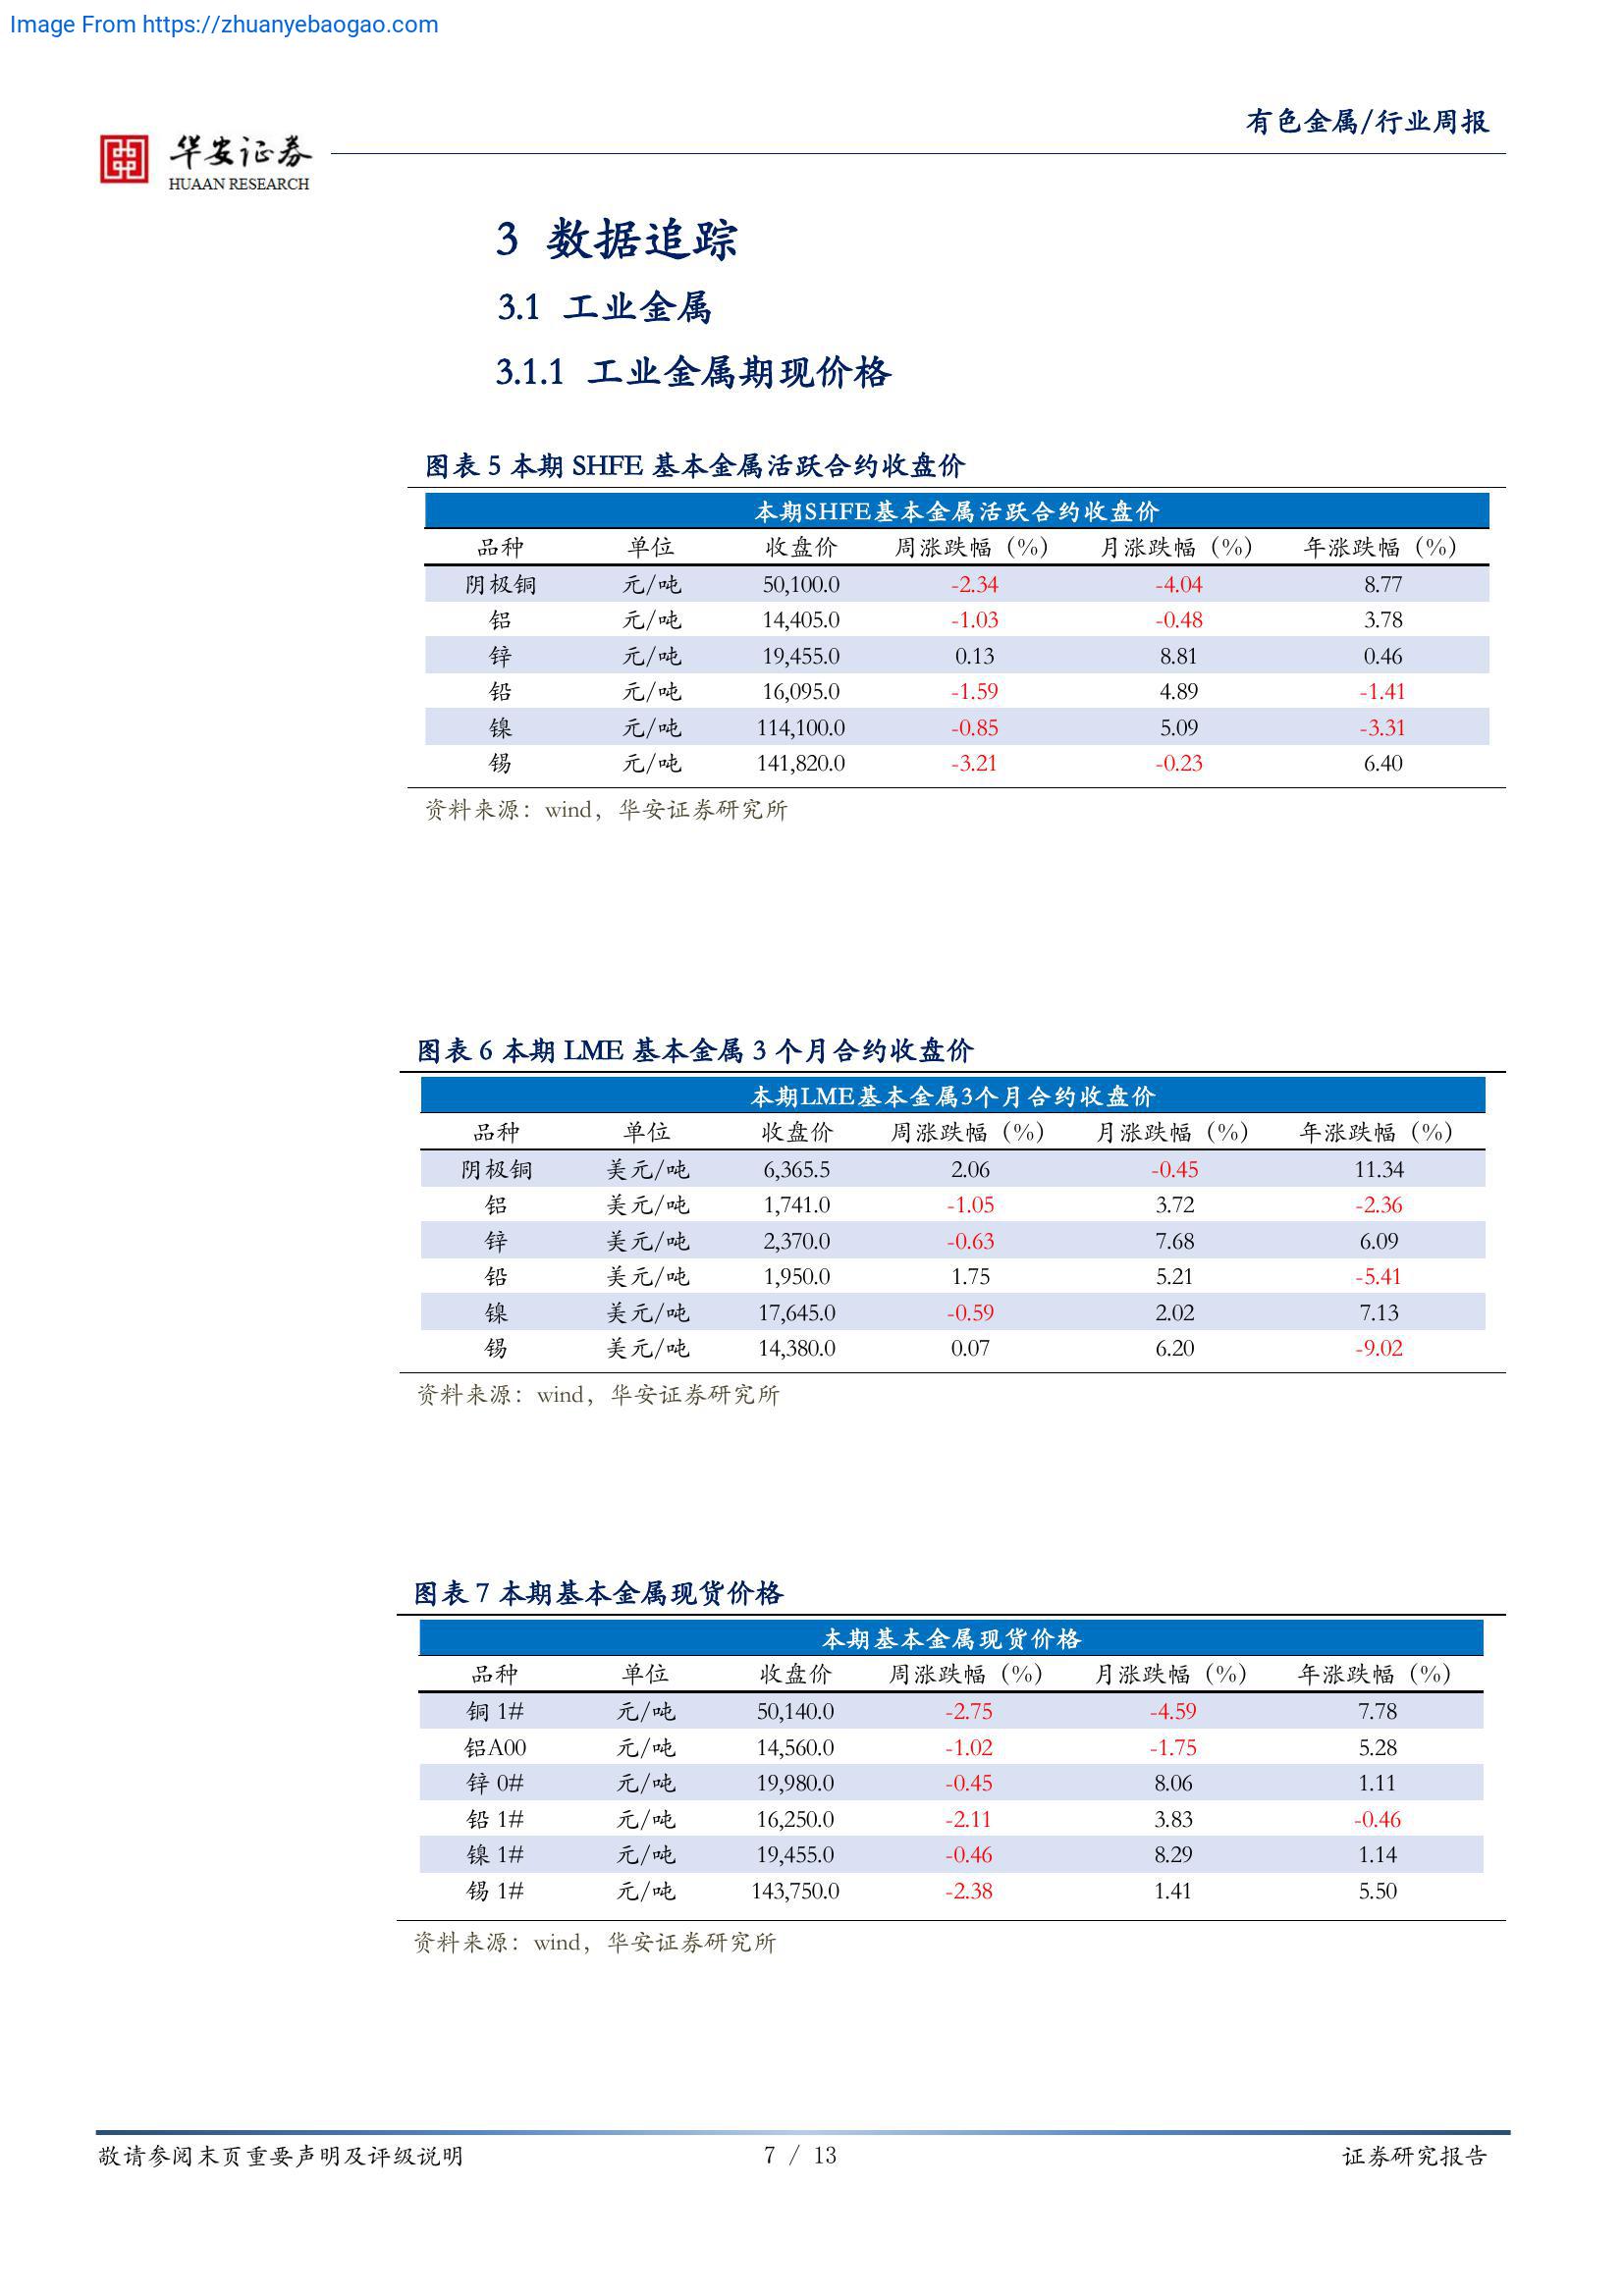 Image From https://zhuanyebaogao.com
有色金属/行业周报
华安证券
HUAAN RESEARCH
3 数据追踪
3.1 工业金属
3.1.1 工业金属期现价格
图表 5 本期 SHFE 基本金属活跃合约收盘价
本期SHFE基本金属活跃合约收盘价
品种 单位 收盘价 周涨跌幅（%） 月涨跌幅（%） 年涨跌幅（%）
阴极铜 元/吨 50,100.0 -2.34 -4.04 8.77
铝 元/吨 14,405.0 -1.03 -0.48 3.78
锌 元/吨 19,455.0 0.13 8.81 0.46
铅 元/吨 16,095.0 -1.59 4.89 -1.41
镍 元/吨 114,100.0 -0.85 5.09 -3.31
锡 元/吨 141,820.0 -3.21 -0.23 6.40
资料来源：wind，华安证券研究所
图表 6 本期 LME 基本金属 3 个月合约收盘价
本期LME基本金属3个月合约收盘价
品种 单位 收盘价 周涨跌幅（%） 月涨跌幅（%） 年涨跌幅（%）
阴极铜 美元/吨 6,365.5 2.06 -0.45 11.34
铝 美元/吨 1,741.0 -1.05 3.72 -2.36
锌 美元/吨 2,370.0 -0.63 7.68 6.09
铅 美元/吨 1,950.0 1.75 5.21 -5.41
镍 美元/吨 17,645.0 -0.59 2.02 7.13
锡 美元/吨 14,380.0 0.07 6.20 -9.02
资料来源：wind，华安证券研究所
图表 7 本期基本金属现货价格
本期基本金属现货价格
品种 单位 收盘价 周涨跌幅（%） 月涨跌幅（%） 年涨跌幅（%）
铜 1# 元/吨 50,140.0 -2.75 -4.59 7.78
铝A00 元/吨 14,560.0 -1.02 -1.75 5.28
锌 0# 元/吨 19,980.0 -0.45 8.06 1.11
铅 1# 元/吨 16,250.0 -2.11 3.83 -0.46
镍 1# 元/吨 19,455.0 -0.46 8.29 1.14
锡 1# 元/吨 143,750.0 -2.38 1.41 5.50
资料来源：wind，华安证券研究所
敬请参阅末页重要声明及评级说明 7 / 13 证券研究报告